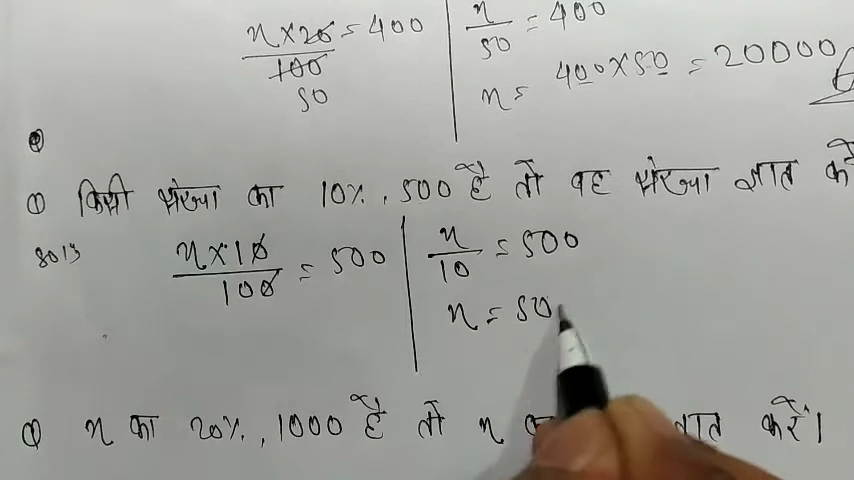 n × 20 = 400
100
50
n/50 = 400
n = 400 × 50 = 20000
Q
Q किसी संख्या का 10%, 500 है तो वह संख्या ज्ञात करें
Soln
n × 10 / 100 = 500
n/10 = 500
n = 50
Q n का 20%, 1000 है तो n का ज्ञात करें।